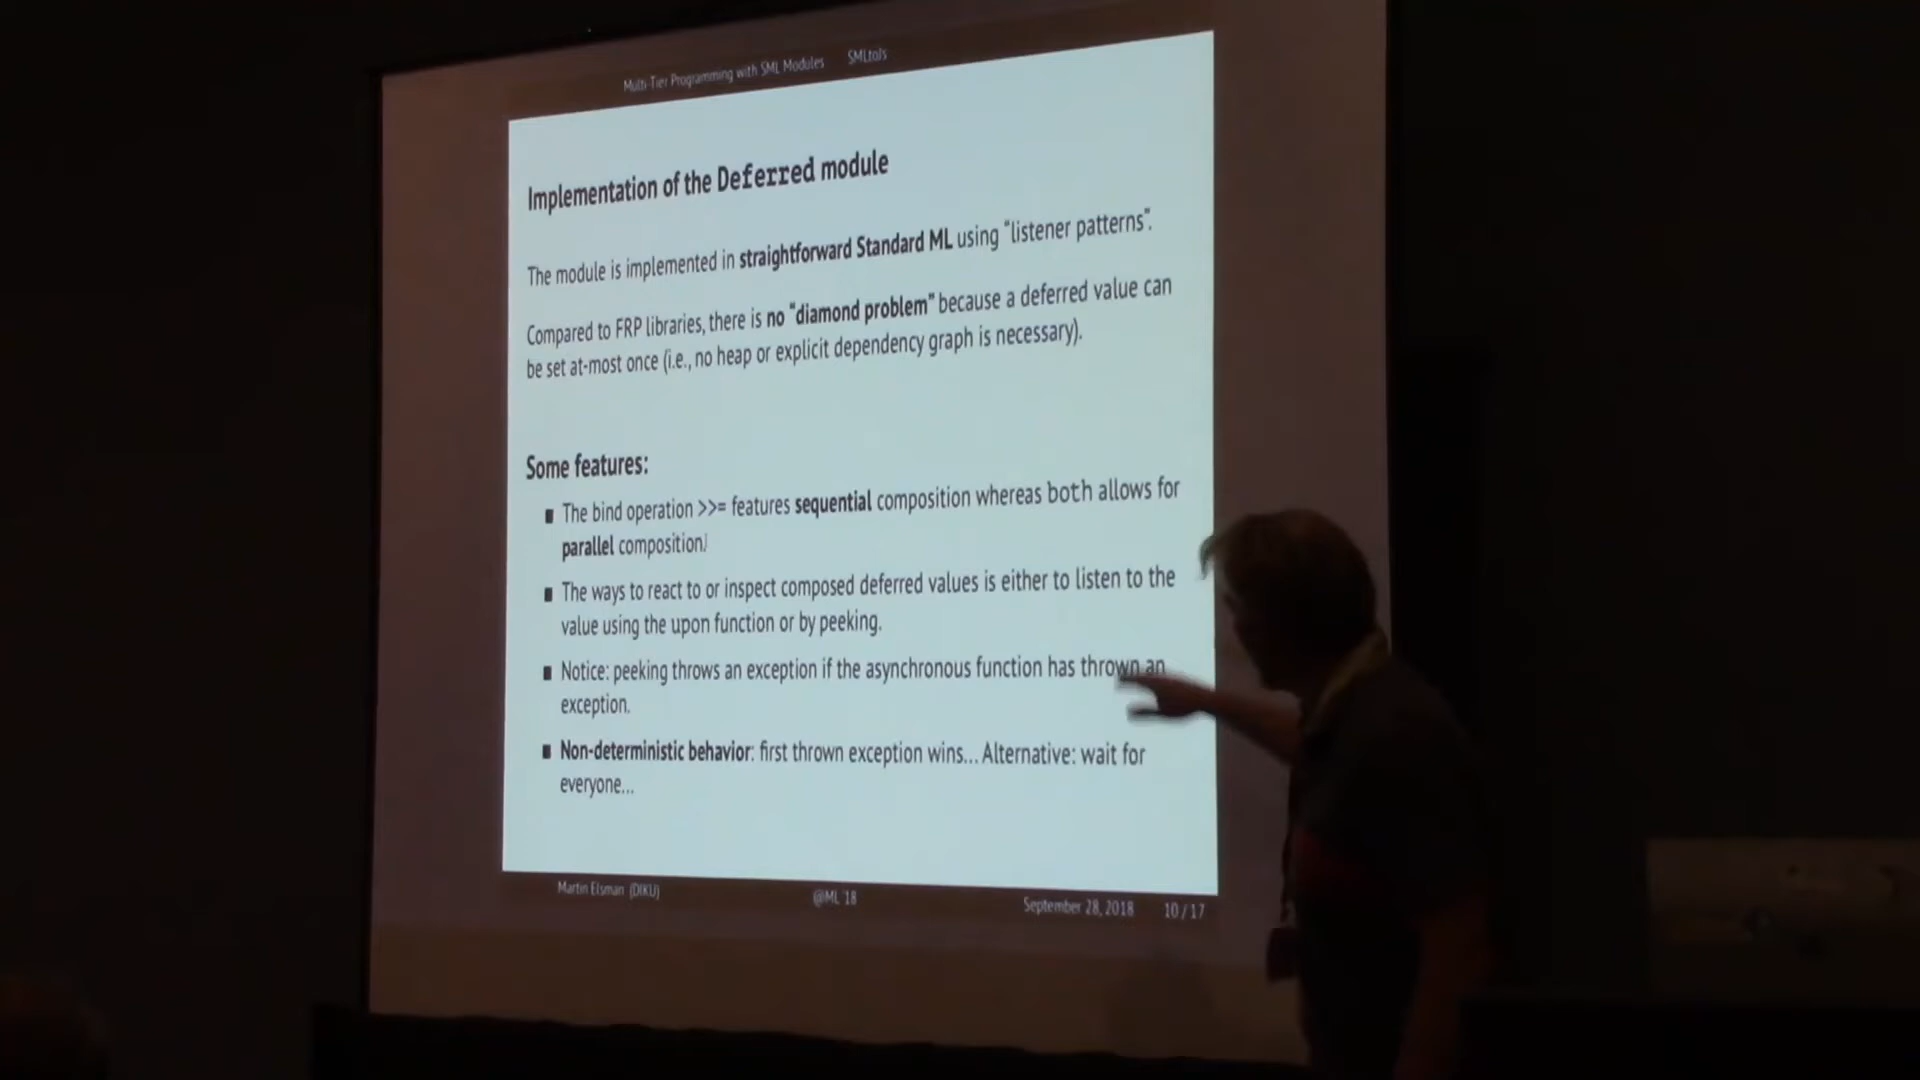 Multi-Tier Programming with SML Modules SMLtoJs
Implementation of the Deferred module
The module is implemented in straightforward Standard ML using “listener patterns”.
Compared to FRP libraries, there is no “diamond problem” because a deferred value can
be set at-most once (i.e., no heap or explicit dependency graph is necessary).
Some features:
■ The bind operation >>= features sequential composition whereas both allows for
parallel composition.
■ The ways to react to or inspect composed deferred values is either to listen to the
value using the upon function or by peeking.
■ Notice: peeking throws an exception if the asynchronous function has thrown an
exception.
■ Non-deterministic behavior: first thrown exception wins... Alternative: wait for
everyone...
Martin Elsman (DIKU) @ML '18 September 28, 2018 10 / 17